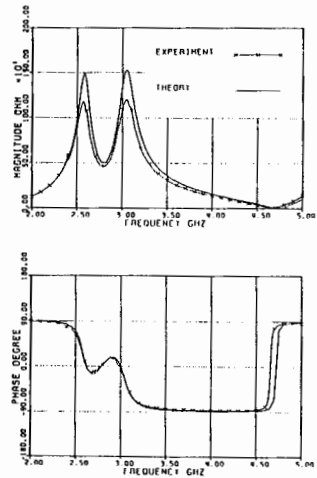 200.00
EXPERIMENT
THEORY
150.00
100.00
50.00
0.00
MAGNITUDE OHM
2.00 2.50 3.00 3.50 4.00 4.50 5.00
FREQUENCY GHZ
180.00
90.00
0.00
-90.00
-180.00
PHASE DEGREE
2.00 2.50 3.00 3.50 4.00 4.50 5.00
FREQUENCY GHZ